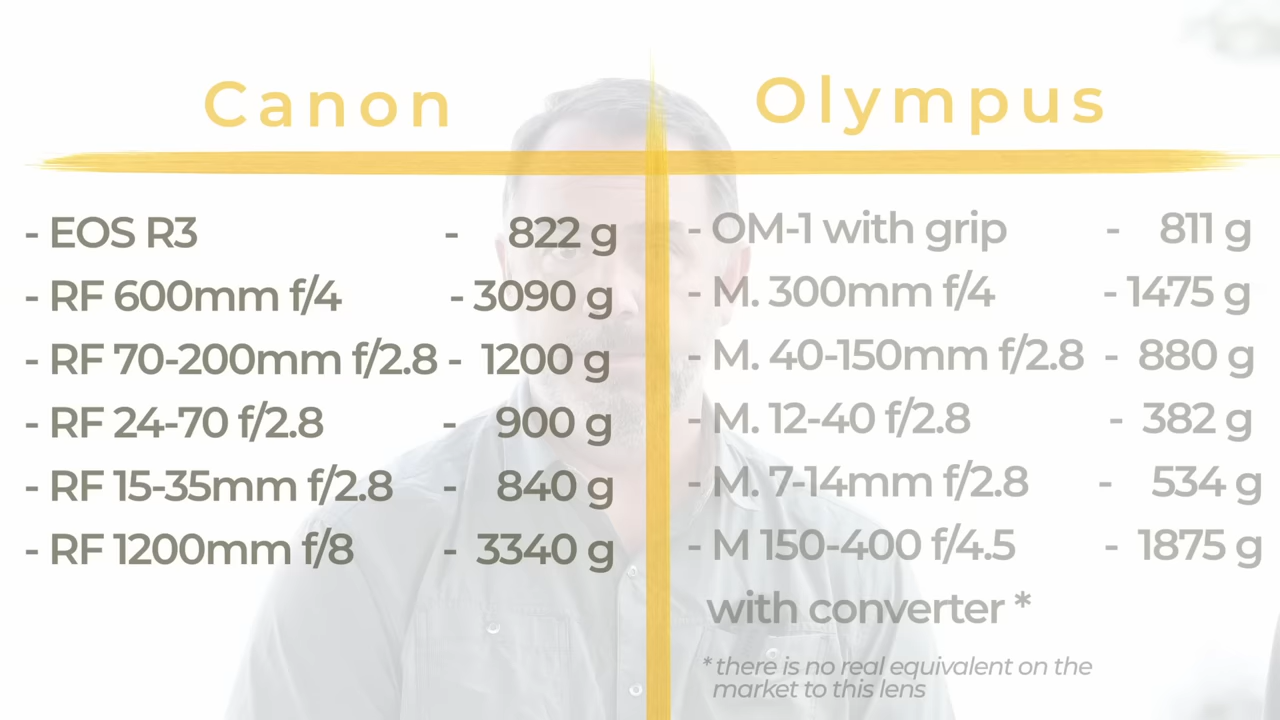 Canon
- EOS R3 - 822 g
- RF 600mm f/4 - 3090 g
- RF 70-200mm f/2.8 - 1200 g
- RF 24-70 f/2.8 - 900 g
- RF 15-35mm f/2.8 - 840 g
- RF 1200mm f/8 - 3340 g
Olympus
- OM-1 with grip - 811 g
- M. 300mm f/4 - 1475 g
- M. 40-150mm f/2.8 - 880 g
- M. 12-40 f/2.8 - 382 g
- M. 7-14mm f/2.8 - 534 g
- M 150-400 f/4.5 - 1875 g
with converter *
* there is no real equivalent on the
market to this lens